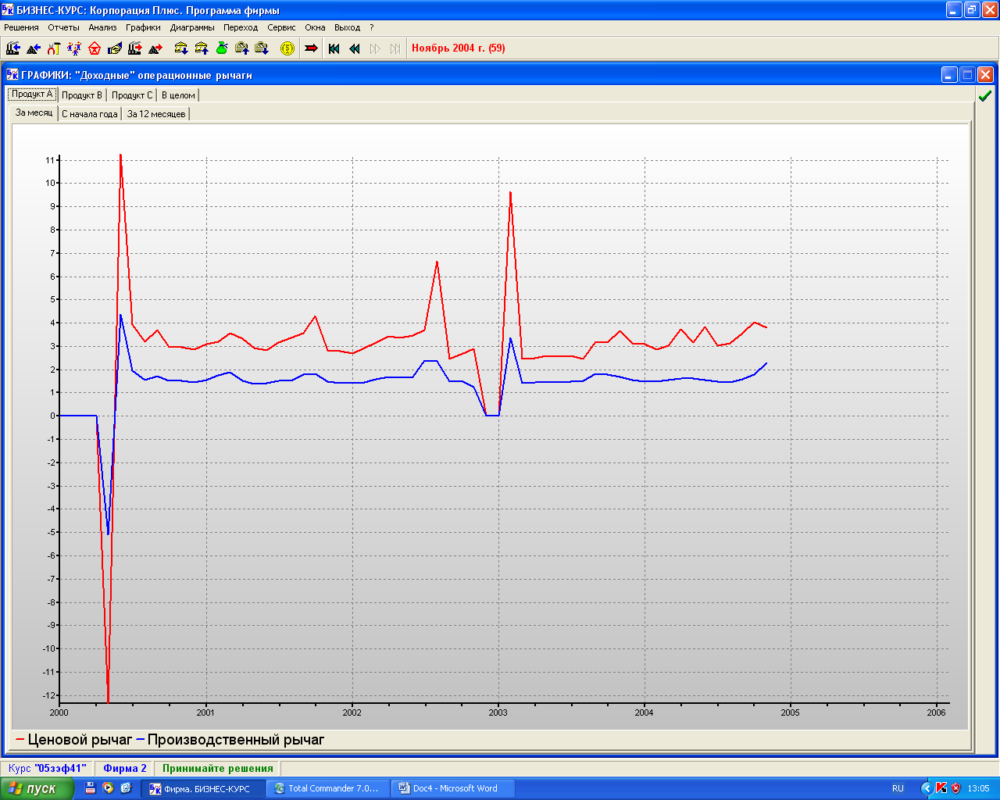 БИЗНЕС-КУРС: Корпорация Плюс. Программа фирмы
Решения Отчеты Анализ Графики Диаграммы Переход Сервис Окна Выход ?
Ноябрь 2004 г. (59)
ГРАФИКИ: "Доходные" операционные рычаги
Продукт A Продукт B Продукт C В целом
За месяц С начала года За 12 месяцев
11
10
9
8
7
6
5
4
3
2
1
0
-1
-2
-3
-4
-5
-6
-7
-8
-9
-10
-11
-12
2000 2001 2002 2003 2004 2005 2006
Ценовой рычаг Производственный рычаг
Курс "05зэф41" Фирма 2 Принимайте решения
пуск Фирма. БИЗНЕС-КУРС Total Commander 7.0... Doc4 - Microsoft Word RU 13:05